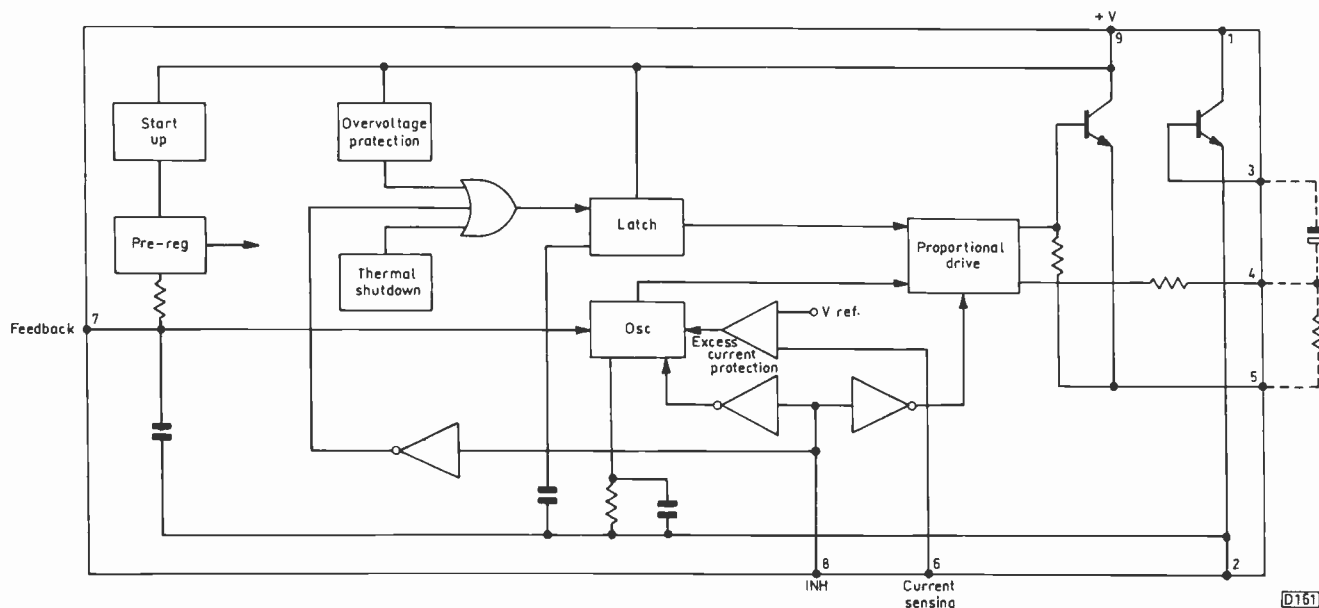 + V
9
1
Start
up
Overvoltage
protection
3
Pre-reg
Latch
Proportional
drive
Thermal
shutdown
4
Feedback
7
Osc
V ref.
Excess
current
protection
5
8
6
2
INH
Current
sensing
D161